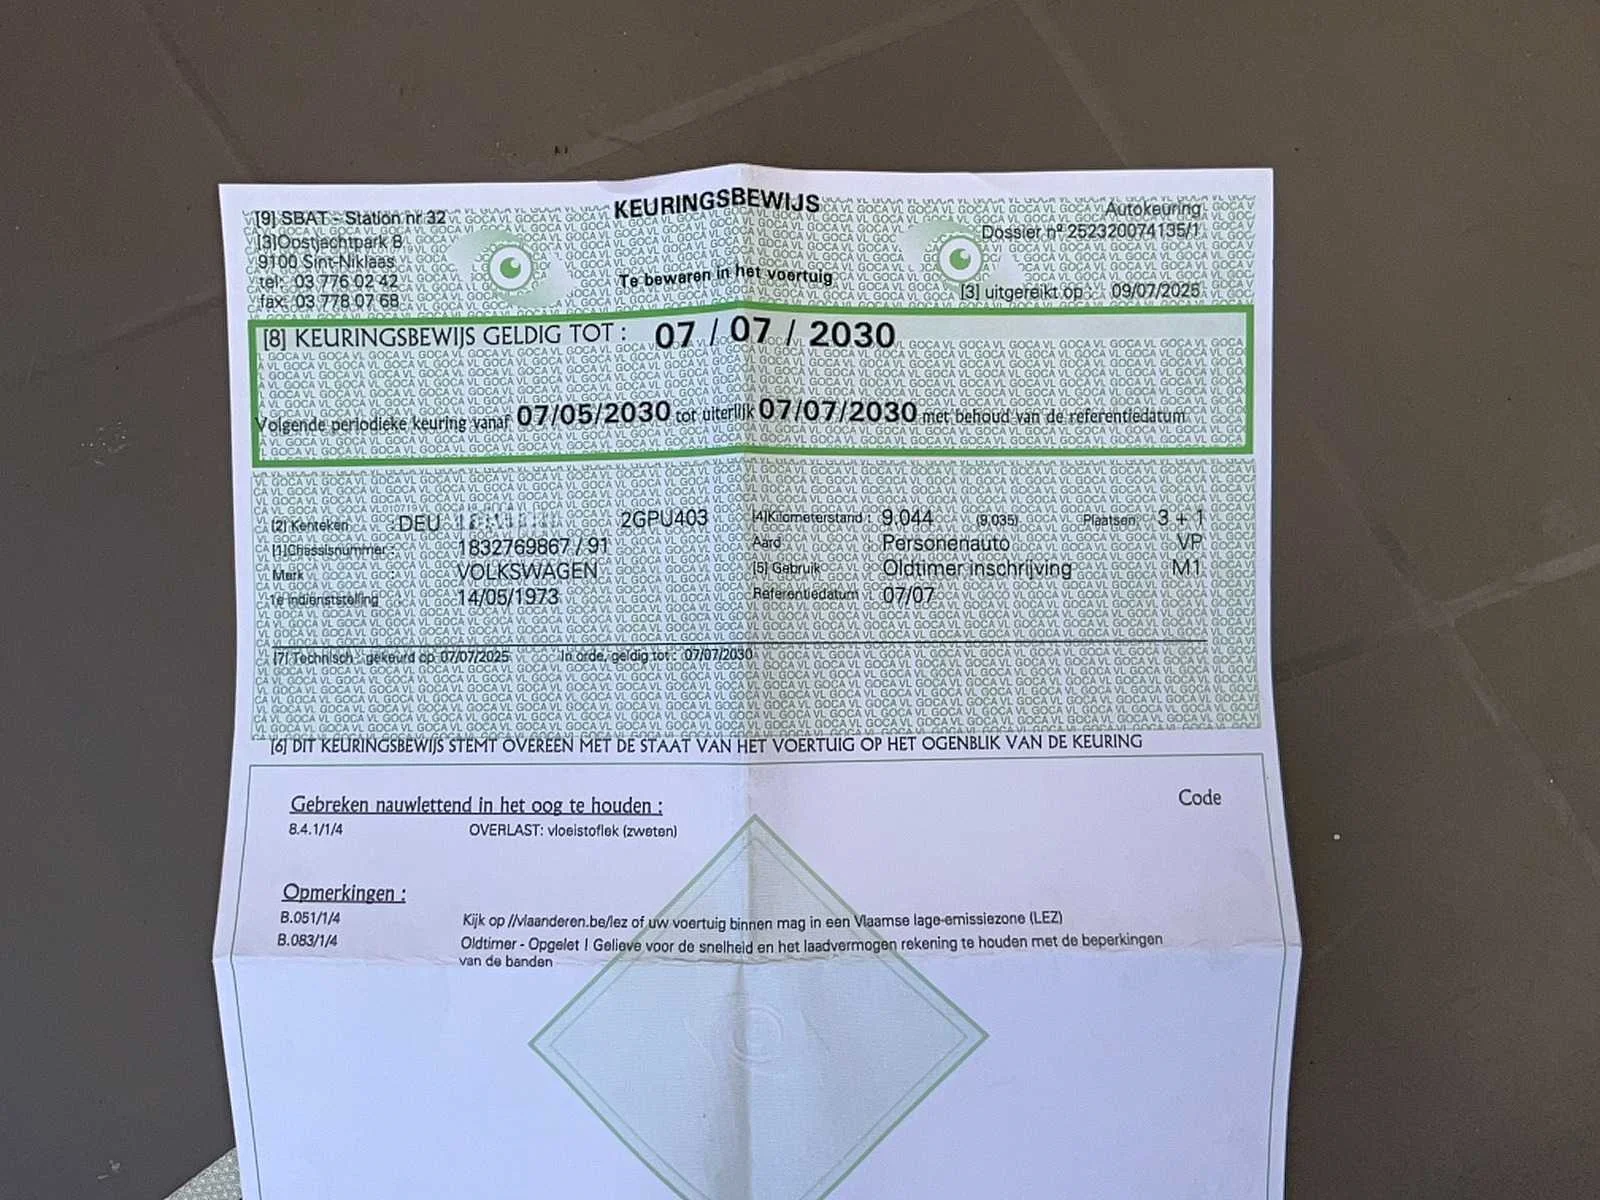 [9] SBAT - Station nr 32
KEURINGSBEWIJS
Autokeuring
[3]Oostjachtpark 8
Dossier nº 252320074135/1
9100 Sint-Niklaas
tel: 03 776 02 42
Te bewaren in het voertuig
fax: 03 778 07 68
[3] uitgereikt op : 09/07/2025
[8] KEURINGSBEWIJS GELDIG TOT : 07 / 07 / 2030
Volgende periodieke keuring vanaf 07/05/2030 tot uiterlijk 07/07/2030 met behoud van de referentiedatum
[2] Kenteken : DEU 2GPU403
[4]Kilometerstand : 9.044 (9.035) Plaatsen: 3 + 1
[1]Chassisnummer : 1832769867 / 91
Aard Personenauto VP
Merk : VOLKSWAGEN
[5] Gebruik Oldtimer inschrijving M1
1e indienststelling : 14/05/1973
Referentiedatum 07/07
[7] Technisch : gekeurd op 07/07/2025 In orde, geldig tot : 07/07/2030
[6] DIT KEURINGSBEWIJS STEMT OVEREEN MET DE STAAT VAN HET VOERTUIG OP HET OGENBLIK VAN DE KEURING
Gebreken nauwlettend in het oog te houden :
Code
8.4.1/1/4 OVERLAST: vloeistoflek (zweten)
Opmerkingen :
B.051/1/4 Kijk op //vlaanderen.be/lez of uw voertuig binnen mag in een Vlaamse lage-emissiezone (LEZ)
B.083/1/4 Oldtimer - Opgelet ! Gelieve voor de snelheid en het laadvermogen rekening te houden met de beperkingen
van de banden